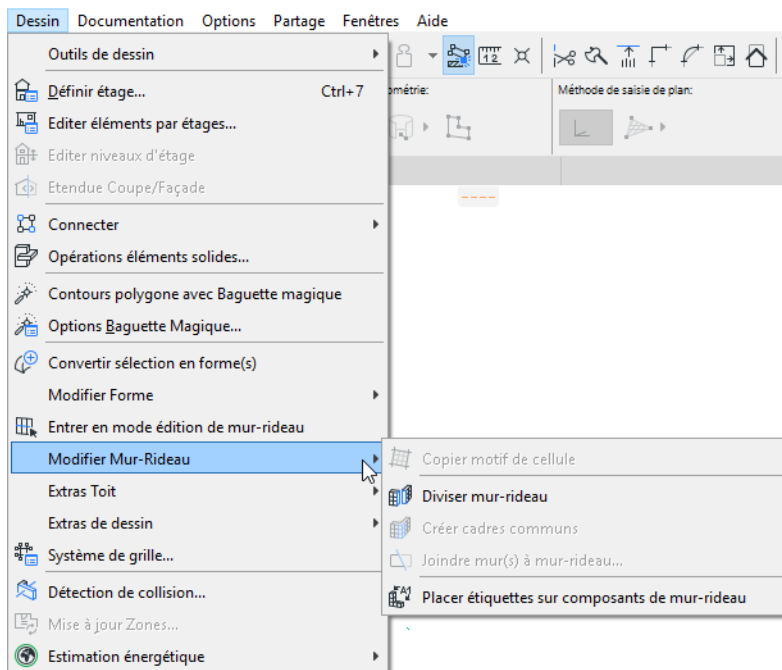 Dessin Documentation Options Partage Fenêtres Aide
Outils de dessin
Définir étage... Ctrl+7
ométrie: Méthode de saisie de plan:
Editer éléments par étages...
Editer niveaux d'étage
Etendue Coupe/Façade
Connecter
Opérations éléments solides...
Contours polygone avec Baguette magique
Options Baguette Magique...
Convertir sélection en forme(s)
Modifier Forme
Entrer en mode édition de mur-rideau
Modifier Mur-Rideau
Copier motif de cellule
Extras Toit
Diviser mur-rideau
Extras de dessin
Créer cadres communs
Système de grille...
Joindre mur(s) à mur-rideau...
Détection de collision...
Placer étiquettes sur composants de mur-rideau
Mise à jour Zones...
Estimation énergétique